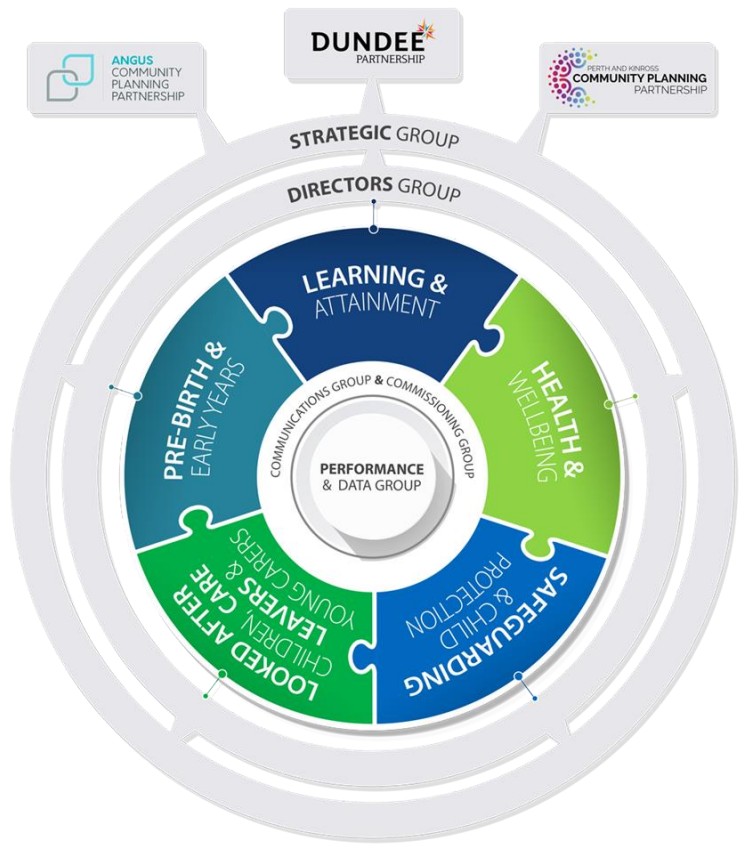 ANGUS
COMMUNITY
PLANNING
PARTNERSHIP
DUNDEE
PARTNERSHIP
PERTH AND KINROSS
COMMUNITY PLANNING
PARTNERSHIP
STRATEGIC GROUP
DIRECTORS GROUP
LEARNING &
ATTAINMENT
HEALTH &
WELLBEING
SAFEGUARDING
& CHILD
PROTECTION
LOOKED AFTER
CHILDREN, CARE
LEAVERS &
YOUNG CARERS
PRE-BIRTH &
EARLY YEARS
COMMUNICATIONS GROUP & COMMISSIONING GROUP
PERFORMANCE
& DATA GROUP